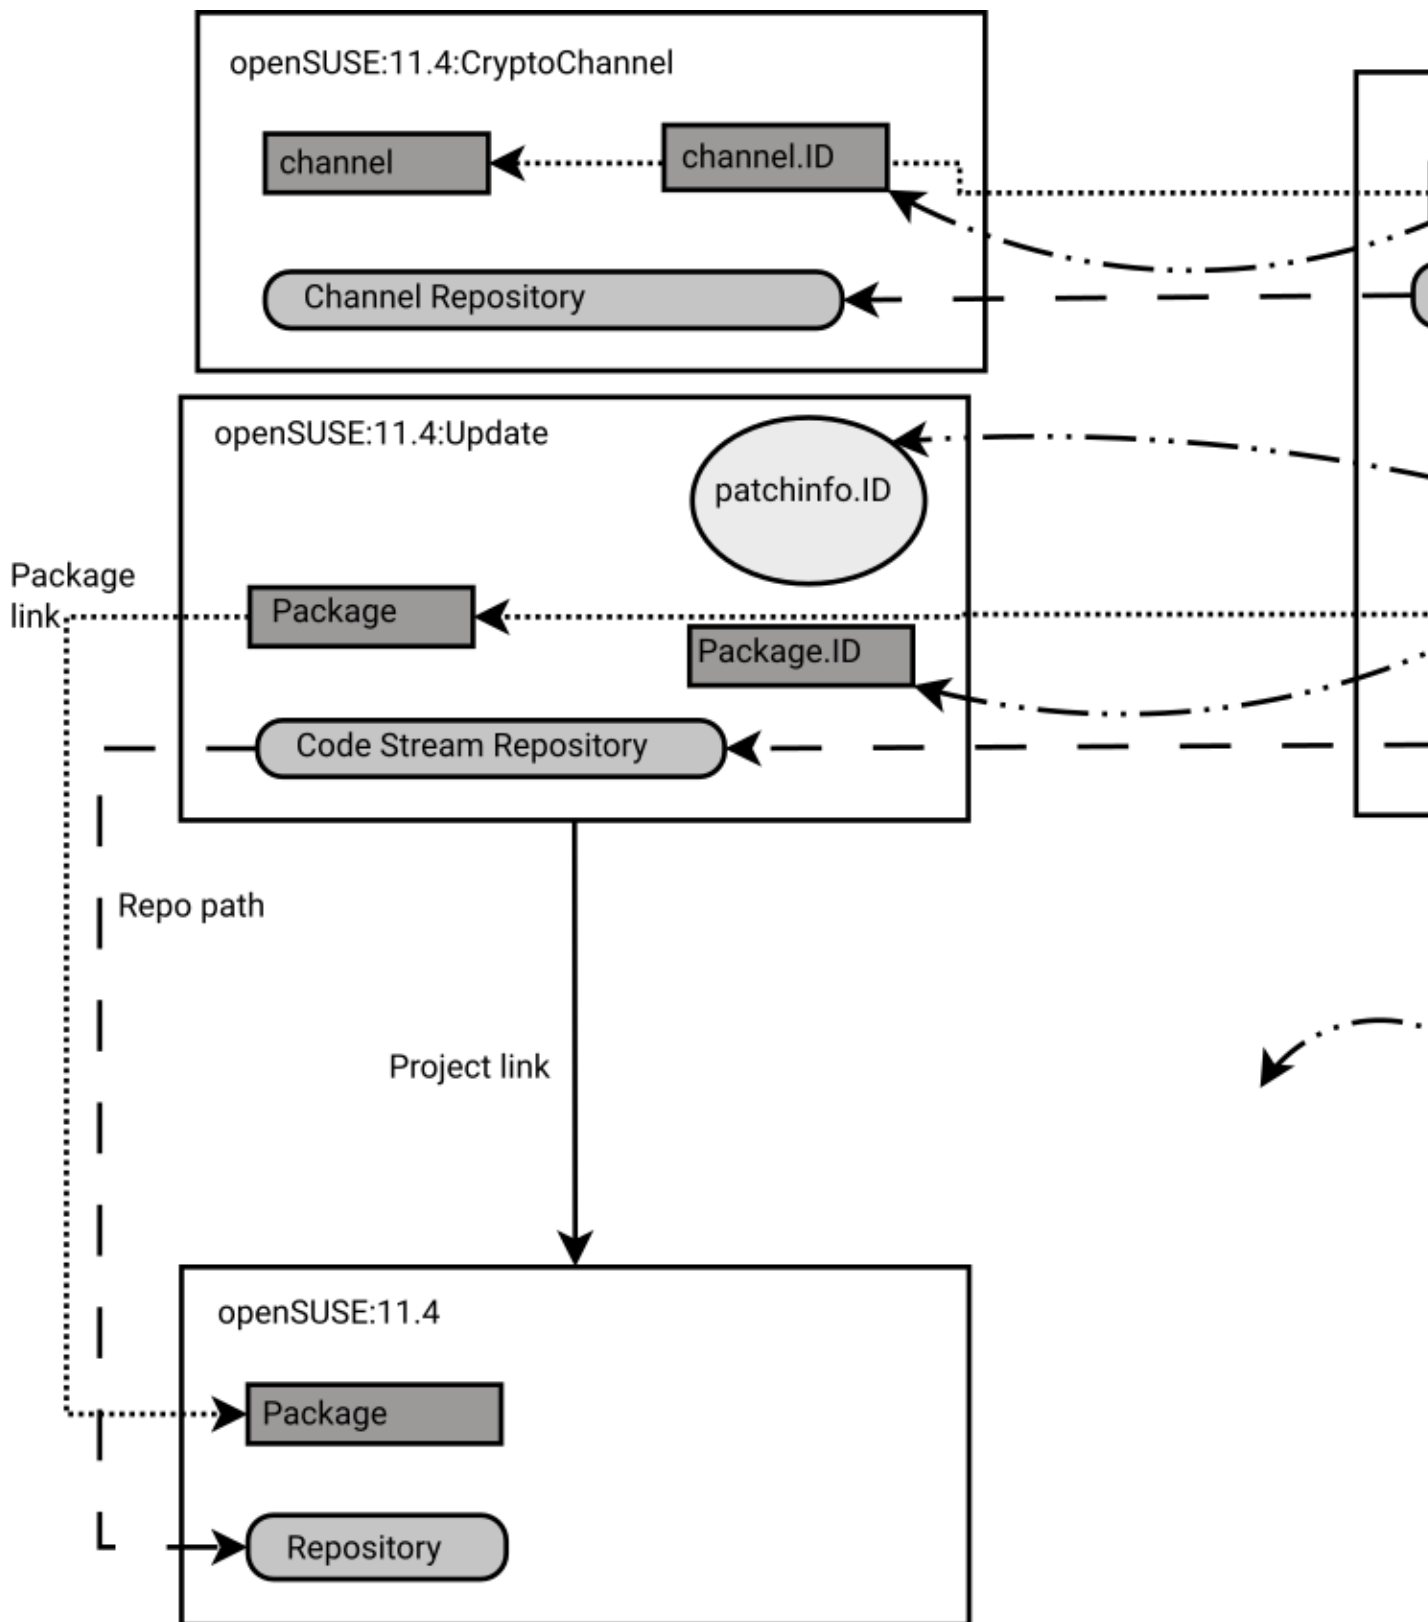 openSUSE:11.4:CryptoChannel
channel
channel.ID
Channel Repository
openSUSE:11.4:Update
patchinfo.ID
Package
link
Package
Package.ID
Code Stream Repository
Repo path
Project link
openSUSE:11.4
Package
Repository